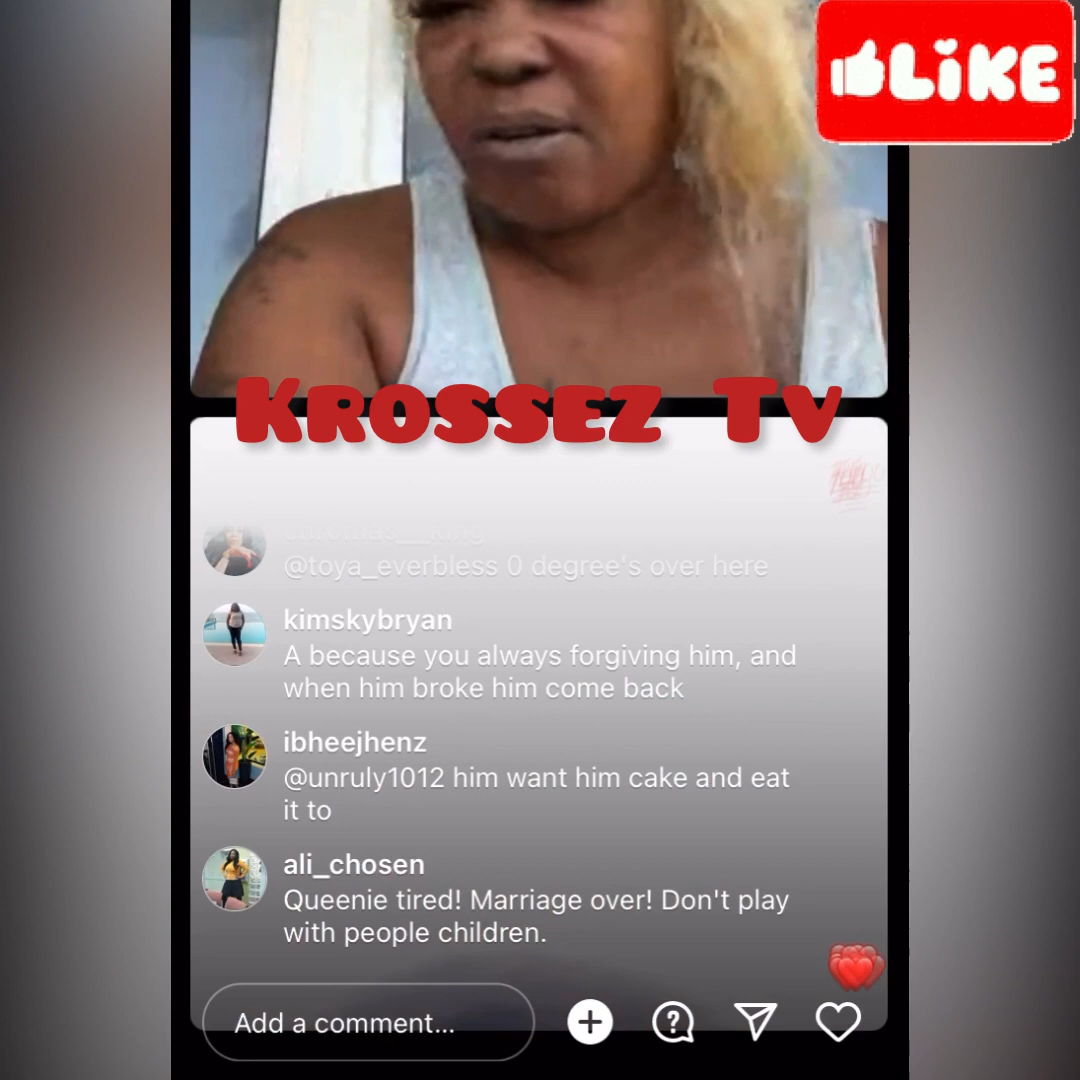 LiKE
Krossez Tv
@toya_everbless 0 degree's over here
kimskybryan
A because you always forgiving him, and
when him broke him come back
ibheejhenz
@unruly1012 him want him cake and eat
it to
ali_chosen
Queenie tired! Marriage over! Don't play
with people children.
Add a comment...